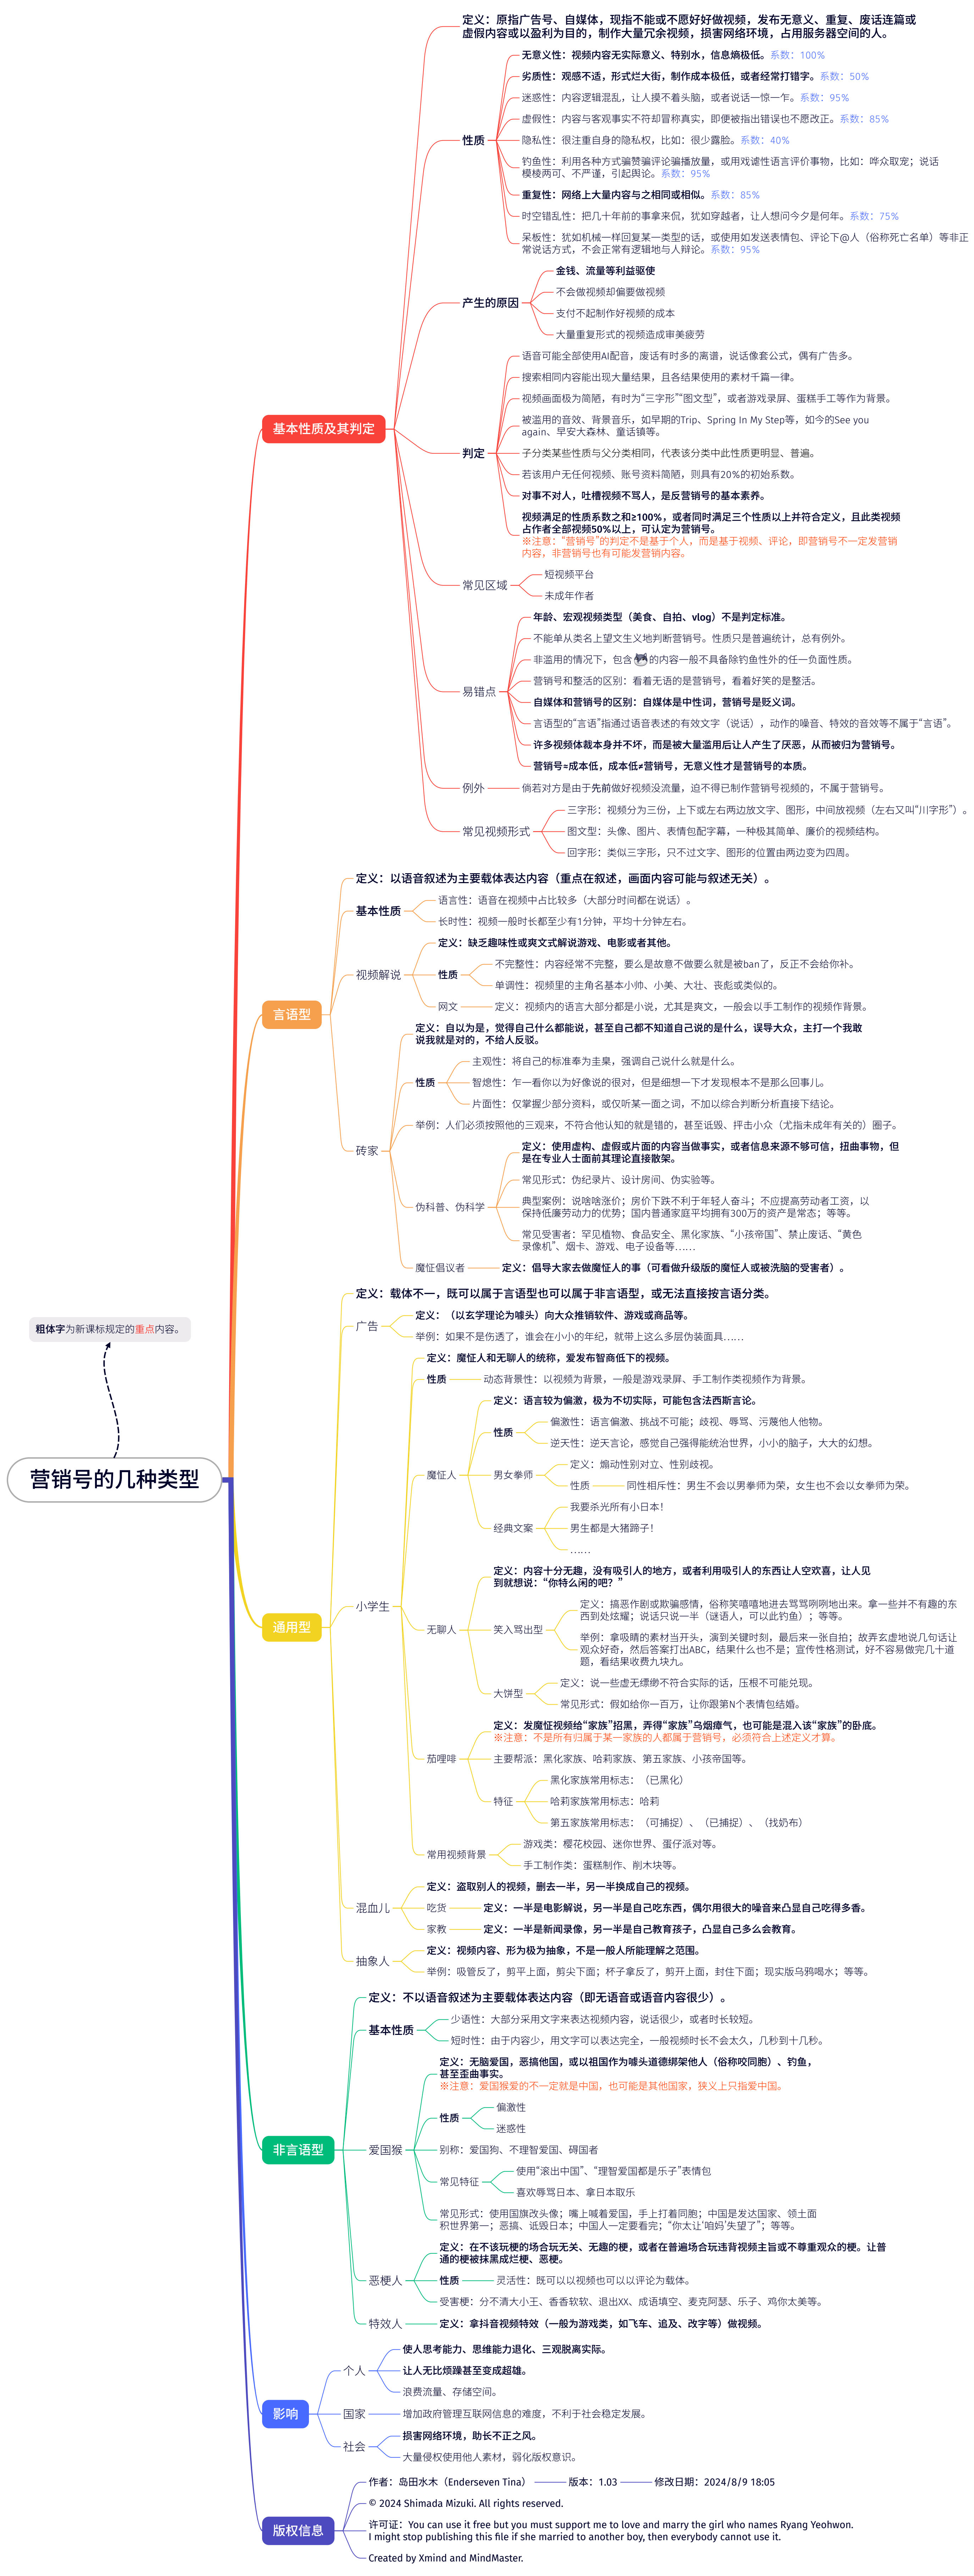 定义：原指广告号、自媒体，现指不能或不愿好好做视频，发布无意义、重复、废话连篇或
虚假内容或以盈利为目的，制作大量冗余视频，损害网络环境，占用服务器空间的人。
性质
无意义性：视频内容无实际意义、特别水，信息熵极低。系数：100%
劣质性：观感不适，形式烂大街，制作成本极低，或者经常打错字。系数：50%
迷惑性：内容逻辑混乱，让人摸不着头脑，或者说话一惊一乍。系数：95%
虚假性：内容与客观事实不符却冒称真实，即便被指出错误也不愿改正。系数：85%
隐私性：很注重自身的隐私权，比如：很少露脸。系数：40%
钓鱼性：利用各种方式骗赞骗评论骗播放量，或用戏谑性语言评价事物，比如：哗众取宠；说话
模棱两可、不严谨，引起舆论。系数：95%
重复性：网络上大量内容与之相同或相似。系数：85%
时空错乱性：把几十年前的事拿来侃，犹如穿越者，让人想问今夕是何年。系数：75%
呆板性：犹如机械一样回复某一类型的话，或使用如发送表情包、评论下@人（俗称死亡名单）等非正
常说话方式，不会正常有逻辑地与人辩论。系数：95%
产生的原因
金钱、流量等利益驱使
不会做视频却偏要做视频
支付不起制作好视频的成本
大量重复形式的视频造成审美疲劳
基本性质及其判定
判定
语音可能全部使用AI配音，废话有时多的离谱，说话像套公式，偶有广告多。
搜索相同内容能出现大量结果，且各结果使用的素材千篇一律。
视频画面极为简陋，有时为“三字形”“图文型”，或者游戏录屏、蛋糕手工等作为背景。
被滥用的音效、背景音乐，如早期的Trip、Spring In My Step等，如今的See you
again、早安大森林、童话镇等。
子分类某些性质与父分类相同，代表该分类中此性质更明显、普遍。
若该用户无任何视频、账号资料简陋，则具有20%的初始系数。
对事不对人，吐槽视频不骂人，是反营销号的基本素养。
视频满足的性质系数之和≥100%，或者同时满足三个性质以上并符合定义，且此类视频
占作者全部视频50%以上，可认定为营销号。
※注意：“营销号”的判定不是基于个人，而是基于视频、评论，即营销号不一定发营销
内容，非营销号也有可能发营销内容。
常见区域
短视频平台
未成年作者
易错点
年龄、宏观视频类型（美食、自拍、vlog）不是判定标准。
不能单从类名上望文生义地判断营销号。性质只是普遍统计，总有例外。
非滥用的情况下，包含的内容一般不具备除钓鱼性外的任一负面性质。
营销号和整活的区别：看着无语的是营销号，看着好笑的是整活。
自媒体和营销号的区别：自媒体是中性词，营销号是贬义词。
言语型的“言语”指通过语音表述的有效文字（说话），动作的噪音、特效的音效等不属于“言语”。
许多视频体裁本身并不坏，而是被大量滥用后让人产生了厌恶，从而被归为营销号。
营销号≈成本低，成本低≠营销号，无意义性才是营销号的本质。
例外
倘若对方是由于先前做好视频没流量，迫不得已制作营销号视频的，不属于营销号。
常见视频形式
三字形：视频分为三份，上下或左右两边放文字、图形，中间放视频（左右又叫“川字形”）。
图文型：头像、图片、表情包配字幕，一种极其简单、廉价的视频结构。
回字形：类似三字形，只不过文字、图形的位置由两边变为四周。
言语型
定义：以语音叙述为主要载体表达内容（重点在叙述，画面内容可能与叙述无关）。
基本性质
语言性：语音在视频中占比较多（大部分时间都在说话）。
长时性：视频一般时长都至少有1分钟，平均十分钟左右。
视频解说
定义：缺乏趣味性或爽文式解说游戏、电影或者其他。
性质
不完整性：内容经常不完整，要么是故意不做要么就是被ban了，反正不会给你补。
单调性：视频里的主角名基本小帅、小美、大壮、丧彪或类似的。
网文
定义：视频内的语言大部分都是小说，尤其是爽文，一般会以手工制作的视频作背景。
砖家
定义：自以为是，觉得自己什么都能说，甚至自己都不知道自己说的是什么，误导大众，主打一个我敢
说我就是对的，不给人反驳。
性质
主观性：将自己的标准奉为圭臬，强调自己说什么就是什么。
智熄性：乍一看你以为好像说的很对，但是细想一下才发现根本不是那么回事儿。
片面性：仅掌握少部分资料，或仅听某一面之词，不加以综合判断分析直接下结论。
举例：人们必须按照他的三观来，不符合他认知的就是错的，甚至诋毁、抨击小众（尤指未成年有关的）圈子。
伪科普、伪科学
定义：使用虚构、虚假或片面的内容当做事实，或者信息来源不够可信，扭曲事物，但
是在专业人士面前其理论直接散架。
常见形式：伪纪录片、设计房间、伪实验等。
典型案例：说啥啥涨价；房价下跌不利于年轻人奋斗；不应提高劳动者工资，以
保持低廉劳动力的优势；国内普通家庭平均拥有300万的资产是常态；等等。
常见受害者：罕见植物、食品安全、黑化家族、“小孩帝国”、禁止废话、“黄色
录像机”、烟卡、游戏、电子设备等……
魔怔倡议者
定义：倡导大家去做魔怔人的事（可看做升级版的魔怔人或被洗脑的受害者）。
粗体字为新课标规定的重点内容。
营销号的几种类型
通用型
定义：载体不一，既可以属于言语型也可以属于非言语型，或无法直接按言语分类。
广告
定义：（以玄学理论为噱头）向大众推销软件、游戏或商品等。
举例：如果不是伤透了，谁会在小小的年纪，就带上这么多层伪装面具……
小学生
定义：魔怔人和无聊人的统称，爱发布智商低下的视频。
性质
动态背景性：以视频为背景，一般是游戏录屏、手工制作类视频作为背景。
魔怔人
定义：语言较为偏激，极为不切实际，可能包含法西斯言论。
性质
偏激性：语言偏激、挑战不可能；歧视、辱骂、污蔑他人他物。
逆天性：逆天言论，感觉自己强得能统治世界，小小的脑子，大大的幻想。
男女拳师
定义：煽动性别对立、性别歧视。
性质
同性相斥性：男生不会以男拳师为荣，女生也不会以女拳师为荣。
经典文案
我要杀光所有小日本！
男生都是大猪蹄子！
……
无聊人
定义：内容十分无趣，没有吸引人的地方，或者利用吸引人的东西让人空欢喜，让人见
到就想说：“你特么闲的吧？”
笑入骂出型
定义：搞恶作剧或欺骗感情，俗称笑嘻嘻地进去骂骂咧咧地出来。拿一些并不有趣的东
西到处炫耀；说话只说一半（谜语人，可以此钓鱼）；等等。
举例：拿吸睛的素材当开头，演到关键时刻，最后来一张自拍；故弄玄虚地说几句话让
观众好奇，然后答案打出ABC，结果什么也不是；宣传性格测试，好不容易做完几十道
题，看结果收费九块九。
大饼型
定义：说一些虚无缥缈不符合实际的话，压根不可能兑现。
常见形式：假如给你一百万，让你跟第N个表情包结婚。
茄哩啡
定义：发魔怔视频给“家族”招黑，弄得“家族”乌烟瘴气，也可能是混入该“家族”的卧底。
※注意：不是所有归属于某一家族的人都属于营销号，必须符合上述定义才算。
主要帮派：黑化家族、哈莉家族、第五家族、小孩帝国等。
特征
黑化家族常用标志：（已黑化）
哈莉家族常用标志：哈莉
第五家族常用标志：（可捕捉）、（已捕捉）、（找奶布）
常用视频背景
游戏类：樱花校园、迷你世界、蛋仔派对等。
手工制作类：蛋糕制作、削木块等。
混血儿
定义：盗取别人的视频，删去一半，另一半换成自己的视频。
吃货
定义：一半是电影解说，另一半是自己吃东西，偶尔用很大的噪音来凸显自己吃得多香。
家教
定义：一半是新闻录像，另一半是自己教育孩子，凸显自己多么会教育。
抽象人
定义：视频内容、形为极为抽象，不是一般人所能理解之范围。
举例：吸管反了，剪平上面，剪尖下面；杯子拿反了，剪开上面，封住下面；现实版乌鸦喝水；等等。
非言语型
定义：不以语音叙述为主要载体表达内容（即无语音或语音内容很少）。
基本性质
少语性：大部分采用文字来表达视频内容，说话很少，或者时长较短。
短时性：由于内容少，用文字可以表达完全，一般视频时长不会太久，几秒到十几秒。
爱国猴
定义：无脑爱国，恶搞他国，或以祖国作为噱头道德绑架他人（俗称咬同胞）、钓鱼，
甚至歪曲事实。
※注意：爱国猴爱的不一定就是中国，也可能是其他国家，狭义上只指爱中国。
性质
偏激性
迷惑性
别称：爱国狗、不理智爱国、碍国者
常见特征
使用“滚出中国”、“理智爱国都是乐子”表情包
喜欢辱骂日本、拿日本取乐
常见形式：使用国旗改头像；嘴上喊着爱国，手上打着同胞；中国是发达国家、领土面
积世界第一；恶搞、诋毁日本；中国人一定要看完；“你太让‘咱妈’失望了”；等等。
恶梗人
定义：在不该玩梗的场合玩无关、无趣的梗，或者在普遍场合玩违背视频主旨或不尊重观众的梗。让普
通的梗被抹黑成烂梗、恶梗。
性质
灵活性：既可以以视频也可以以评论为载体。
受害梗：分不清大小王、香香软软、退出XX、成语填空、麦克阿瑟、乐子、鸡你太美等。
特效人
定义：拿抖音视频特效（一般为游戏类，如飞车、追及、改字等）做视频。
影响
个人
使人思考能力、思维能力退化、三观脱离实际。
让人无比烦躁甚至变成超雄。
浪费流量、存储空间。
国家
增加政府管理互联网信息的难度，不利于社会稳定发展。
社会
损害网络环境，助长不正之风。
大量侵权使用他人素材，弱化版权意识。
版权信息
作者：岛田水木（Enderseven Tina）
版本：1.03
修改日期：2024/8/9 18:05
© 2024 Shimada Mizuki. All rights reserved.
许可证：You can use it free but you must support me to love and marry the girl who names Ryang Yeohwon.
I might stop publishing this file if she married to another boy, then everybody cannot use it.
Created by Xmind and MindMaster.